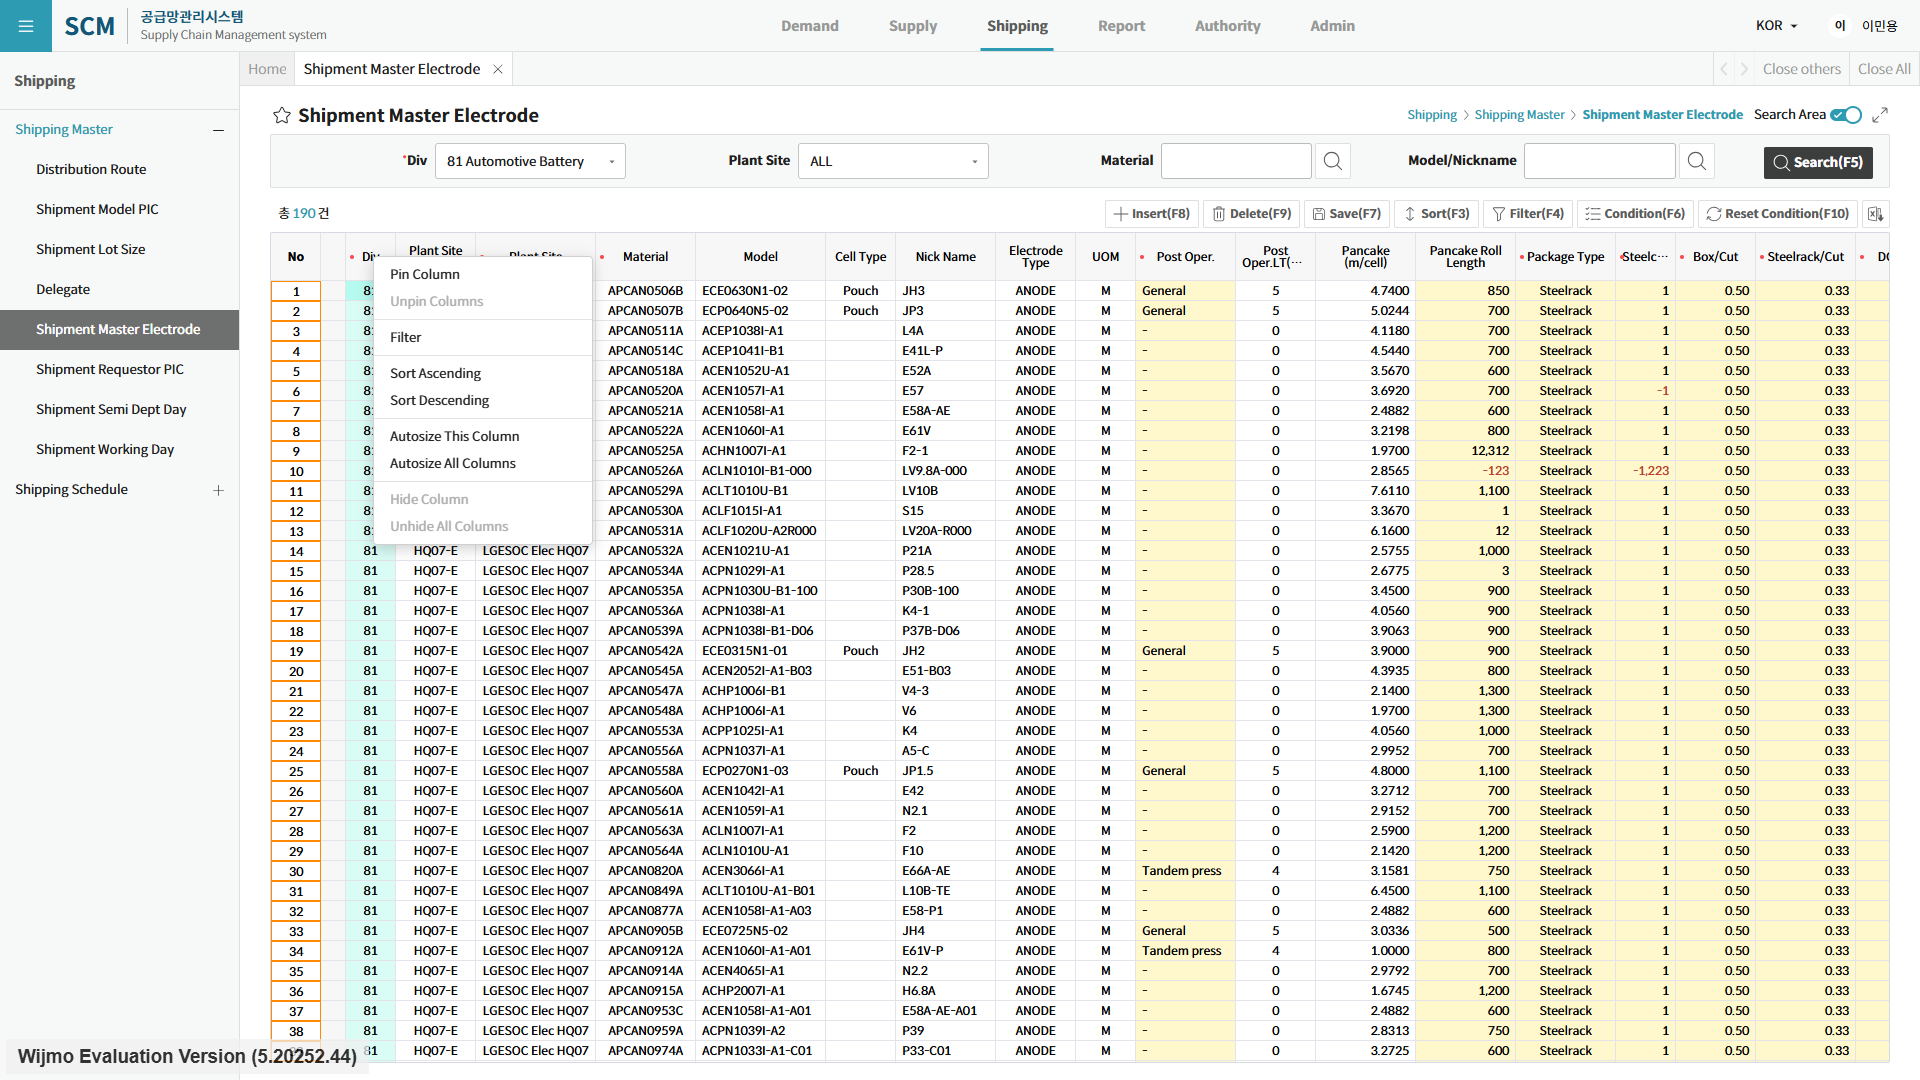 SCM 공급망관리시스템
Supply Chain Management system
Demand Supply Shipping Report Authority Admin
KOR 이 이민용
Shipping
Home Shipment Master Electrode
Close others Close All
Shipping Master
Distribution Route
Shipment Model PIC
Shipment Lot Size
Delegate
Shipment Master Electrode
Shipment Requestor PIC
Shipment Semi Dept Day
Shipment Working Day
Shipping Schedule
Shipment Master Electrode
Shipping > Shipping Master > Shipment Master Electrode Search Area
*Div 81 Automotive Battery Plant Site ALL Material Model/Nickname Search(F5)
총 190 건
Insert(F8) Delete(F9) Save(F7) Sort(F3) Filter(F4) Condition(F6) Reset Condition(F10)
No Plant Site Material Model Cell Type Nick Name Electrode Type UOM Post Oper. Post Oper.LT(··· Pancake (m/cell) Pancake Roll Length Package Type Steelc··· Box/Cut Steelrack/Cut
Pin Column
Unpin Columns
Filter
Sort Ascending
Sort Descending
Autosize This Column
Autosize All Columns
Hide Column
Unhide All Columns
1 APCAN0506B ECE0630N1-02 Pouch JH3 ANODE M General 5 4.7400 850 Steelrack 1 0.50 0.33
2 APCAN0507B ECP0640N5-02 Pouch JP3 ANODE M General 5 5.0244 700 Steelrack 1 0.50 0.33
3 APCAN0511A ACEP1038I-A1 L4A ANODE M - 0 4.1180 700 Steelrack 1 0.50 0.33
4 APCAN0514C ACEP1041I-B1 E41L-P ANODE M - 0 4.5440 700 Steelrack 1 0.50 0.33
5 APCAN0518A ACEN1052U-A1 E52A ANODE M - 0 3.5670 600 Steelrack 1 0.50 0.33
6 APCAN0520A ACEN1057I-A1 E57 ANODE M - 0 3.6920 700 Steelrack -1 0.50 0.33
7 APCAN0521A ACEN1058I-A1 E58A-AE ANODE M - 0 2.4882 600 Steelrack 1 0.50 0.33
8 APCAN0522A ACEN1060I-A1 E61V ANODE M - 0 3.2198 800 Steelrack 1 0.50 0.33
9 APCAN0525A ACHN1007I-A1 F2-1 ANODE M - 0 1.9700 12,312 Steelrack 1 0.50 0.33
10 APCAN0526A ACLN1010I-B1-000 LV9.8A-000 ANODE M - 0 2.8565 -123 Steelrack -1,223 0.50 0.33
11 APCAN0529A ACLT1010U-B1 LV10B ANODE M - 0 7.6110 1,100 Steelrack 1 0.50 0.33
12 APCAN0530A ACLF1015I-A1 S15 ANODE M - 0 3.3670 1 Steelrack 1 0.50 0.33
13 APCAN0531A ACLF1020U-A2R000 LV20A-R000 ANODE M - 0 6.1600 12 Steelrack 1 0.50 0.33
14 81 HQ07-E LGESOC Elec HQ07 APCAN0532A ACEN1021U-A1 P21A ANODE M - 0 2.5755 1,000 Steelrack 1 0.50 0.33
15 81 HQ07-E LGESOC Elec HQ07 APCAN0534A ACPN1029I-A1 P28.5 ANODE M - 0 2.6775 3 Steelrack 1 0.50 0.33
16 81 HQ07-E LGESOC Elec HQ07 APCAN0535A ACPN1030U-B1-100 P30B-100 ANODE M - 0 3.4500 900 Steelrack 1 0.50 0.33
17 81 HQ07-E LGESOC Elec HQ07 APCAN0536A ACPN1038I-A1 K4-1 ANODE M - 0 4.0560 900 Steelrack 1 0.50 0.33
18 81 HQ07-E LGESOC Elec HQ07 APCAN0539A ACPN1038I-B1-D06 P37B-D06 ANODE M - 0 3.9063 900 Steelrack 1 0.50 0.33
19 81 HQ07-E LGESOC Elec HQ07 APCAN0542A ECE0315N1-01 Pouch JH2 ANODE M General 5 3.9000 900 Steelrack 1 0.50 0.33
20 81 HQ07-E LGESOC Elec HQ07 APCAN0545A ACEN2052I-A1-B03 E51-B03 ANODE M - 0 4.3935 800 Steelrack 1 0.50 0.33
21 81 HQ07-E LGESOC Elec HQ07 APCAN0547A ACHP1006I-B1 V4-3 ANODE M - 0 2.1400 1,300 Steelrack 1 0.50 0.33
22 81 HQ07-E LGESOC Elec HQ07 APCAN0548A ACHP1006I-A1 V6 ANODE M - 0 1.9700 1,300 Steelrack 1 0.50 0.33
23 81 HQ07-E LGESOC Elec HQ07 APCAN0553A ACPP1025I-A1 K4 ANODE M - 0 4.0560 1,000 Steelrack 1 0.50 0.33
24 81 HQ07-E LGESOC Elec HQ07 APCAN0556A ACPN1037I-A1 A5-C ANODE M - 0 2.9952 700 Steelrack 1 0.50 0.33
25 81 HQ07-E LGESOC Elec HQ07 APCAN0558A ECP0270N1-03 Pouch JP1.5 ANODE M General 5 4.8000 1,100 Steelrack 1 0.50 0.33
26 81 HQ07-E LGESOC Elec HQ07 APCAN0560A ACEN1042I-A1 E42 ANODE M - 0 3.2712 700 Steelrack 1 0.50 0.33
27 81 HQ07-E LGESOC Elec HQ07 APCAN0561A ACEN1059I-A1 N2.1 ANODE M - 0 2.9152 700 Steelrack 1 0.50 0.33
28 81 HQ07-E LGESOC Elec HQ07 APCAN0563A ACLN1007I-A1 F2 ANODE M - 0 2.5900 1,200 Steelrack 1 0.50 0.33
29 81 HQ07-E LGESOC Elec HQ07 APCAN0564A ACLN1010U-A1 F10 ANODE M - 0 2.1420 1,200 Steelrack 1 0.50 0.33
30 81 HQ07-E LGESOC Elec HQ07 APCAN0820A ACEN3066I-A1 E66A-AE ANODE M Tandem press 4 3.1581 750 Steelrack 1 0.50 0.33
31 81 HQ07-E LGESOC Elec HQ07 APCAN0849A ACLT1010U-A1-B01 L10B-TE ANODE M - 0 6.4500 1,100 Steelrack 1 0.50 0.33
32 81 HQ07-E LGESOC Elec HQ07 APCAN0877A ACEN1058I-A1-A03 E58-P1 ANODE M - 0 2.4882 600 Steelrack 1 0.50 0.33
33 81 HQ07-E LGESOC Elec HQ07 APCAN0905B ECE0725N5-02 JH4 ANODE M General 5 3.0336 500 Steelrack 1 0.50 0.33
34 81 HQ07-E LGESOC Elec HQ07 APCAN0912A ACEN1060I-A1-A01 E61V-P ANODE M Tandem press 4 1.0000 800 Steelrack 1 0.50 0.33
35 81 HQ07-E LGESOC Elec HQ07 APCAN0914A ACEN4065I-A1 N2.2 ANODE M - 0 2.9792 700 Steelrack 1 0.50 0.33
36 81 HQ07-E LGESOC Elec HQ07 APCAN0915A ACHP2007I-A1 H6.8A ANODE M - 0 1.6745 1,200 Steelrack 1 0.50 0.33
37 81 HQ07-E LGESOC Elec HQ07 APCAN0953C ACEN1058I-A1-A01 E58A-AE-A01 ANODE M - 0 2.4882 600 Steelrack 1 0.50 0.33
38 81 HQ07-E LGESOC Elec HQ07 APCAN0959A ACPN1039I-A2 P39 ANODE M - 0 2.8313 750 Steelrack 1 0.50 0.33
81 HQ07-E LGESOC Elec HQ07 APCAN0974A ACPN1033I-A1-C01 P33-C01 ANODE M - 0 3.2725 600 Steelrack 1 0.50 0.33
Wijmo Evaluation Version (5.20252.44)